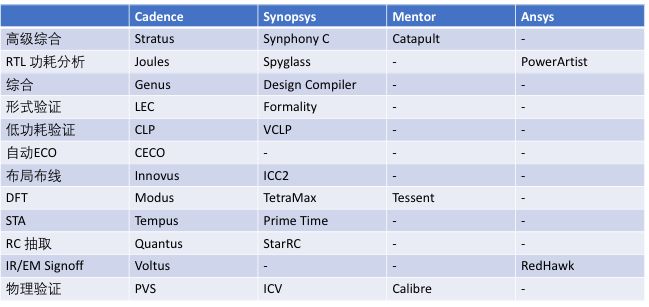 Cadence Synopsys Mentor Ansys
高级综合 Stratus Synphony C Catapult -
RTL 功耗分析 Joules Spyglass - PowerArtist
综合 Genus Design Compiler - -
形式验证 LEC Formality - -
低功耗验证 CLP VCLP - -
自动ECO CECO - - -
布局布线 Innovus ICC2 - -
DFT Modus TetraMax Tessent -
STA Tempus Prime Time - -
RC 抽取 Quantus StarRC - -
IR/EM Signoff Voltus - - RedHawk
物理验证 PVS ICV Calibre -